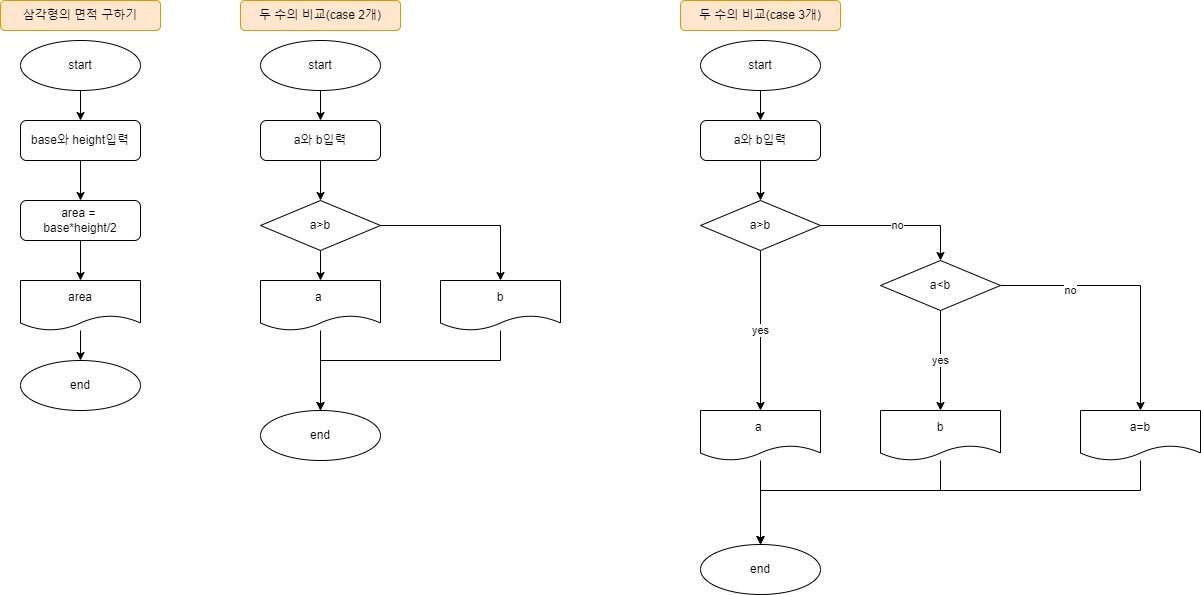 삼각형의 면적 구하기
start
base와 height입력
area =
base*height/2
area
end
두 수의 비교(case 2개)
start
a와 b입력
a>b
a
b
end
두 수의 비교(case 3개)
start
a와 b입력
a>b
no
a<b
no
yes
yes
a
b
a=b
end